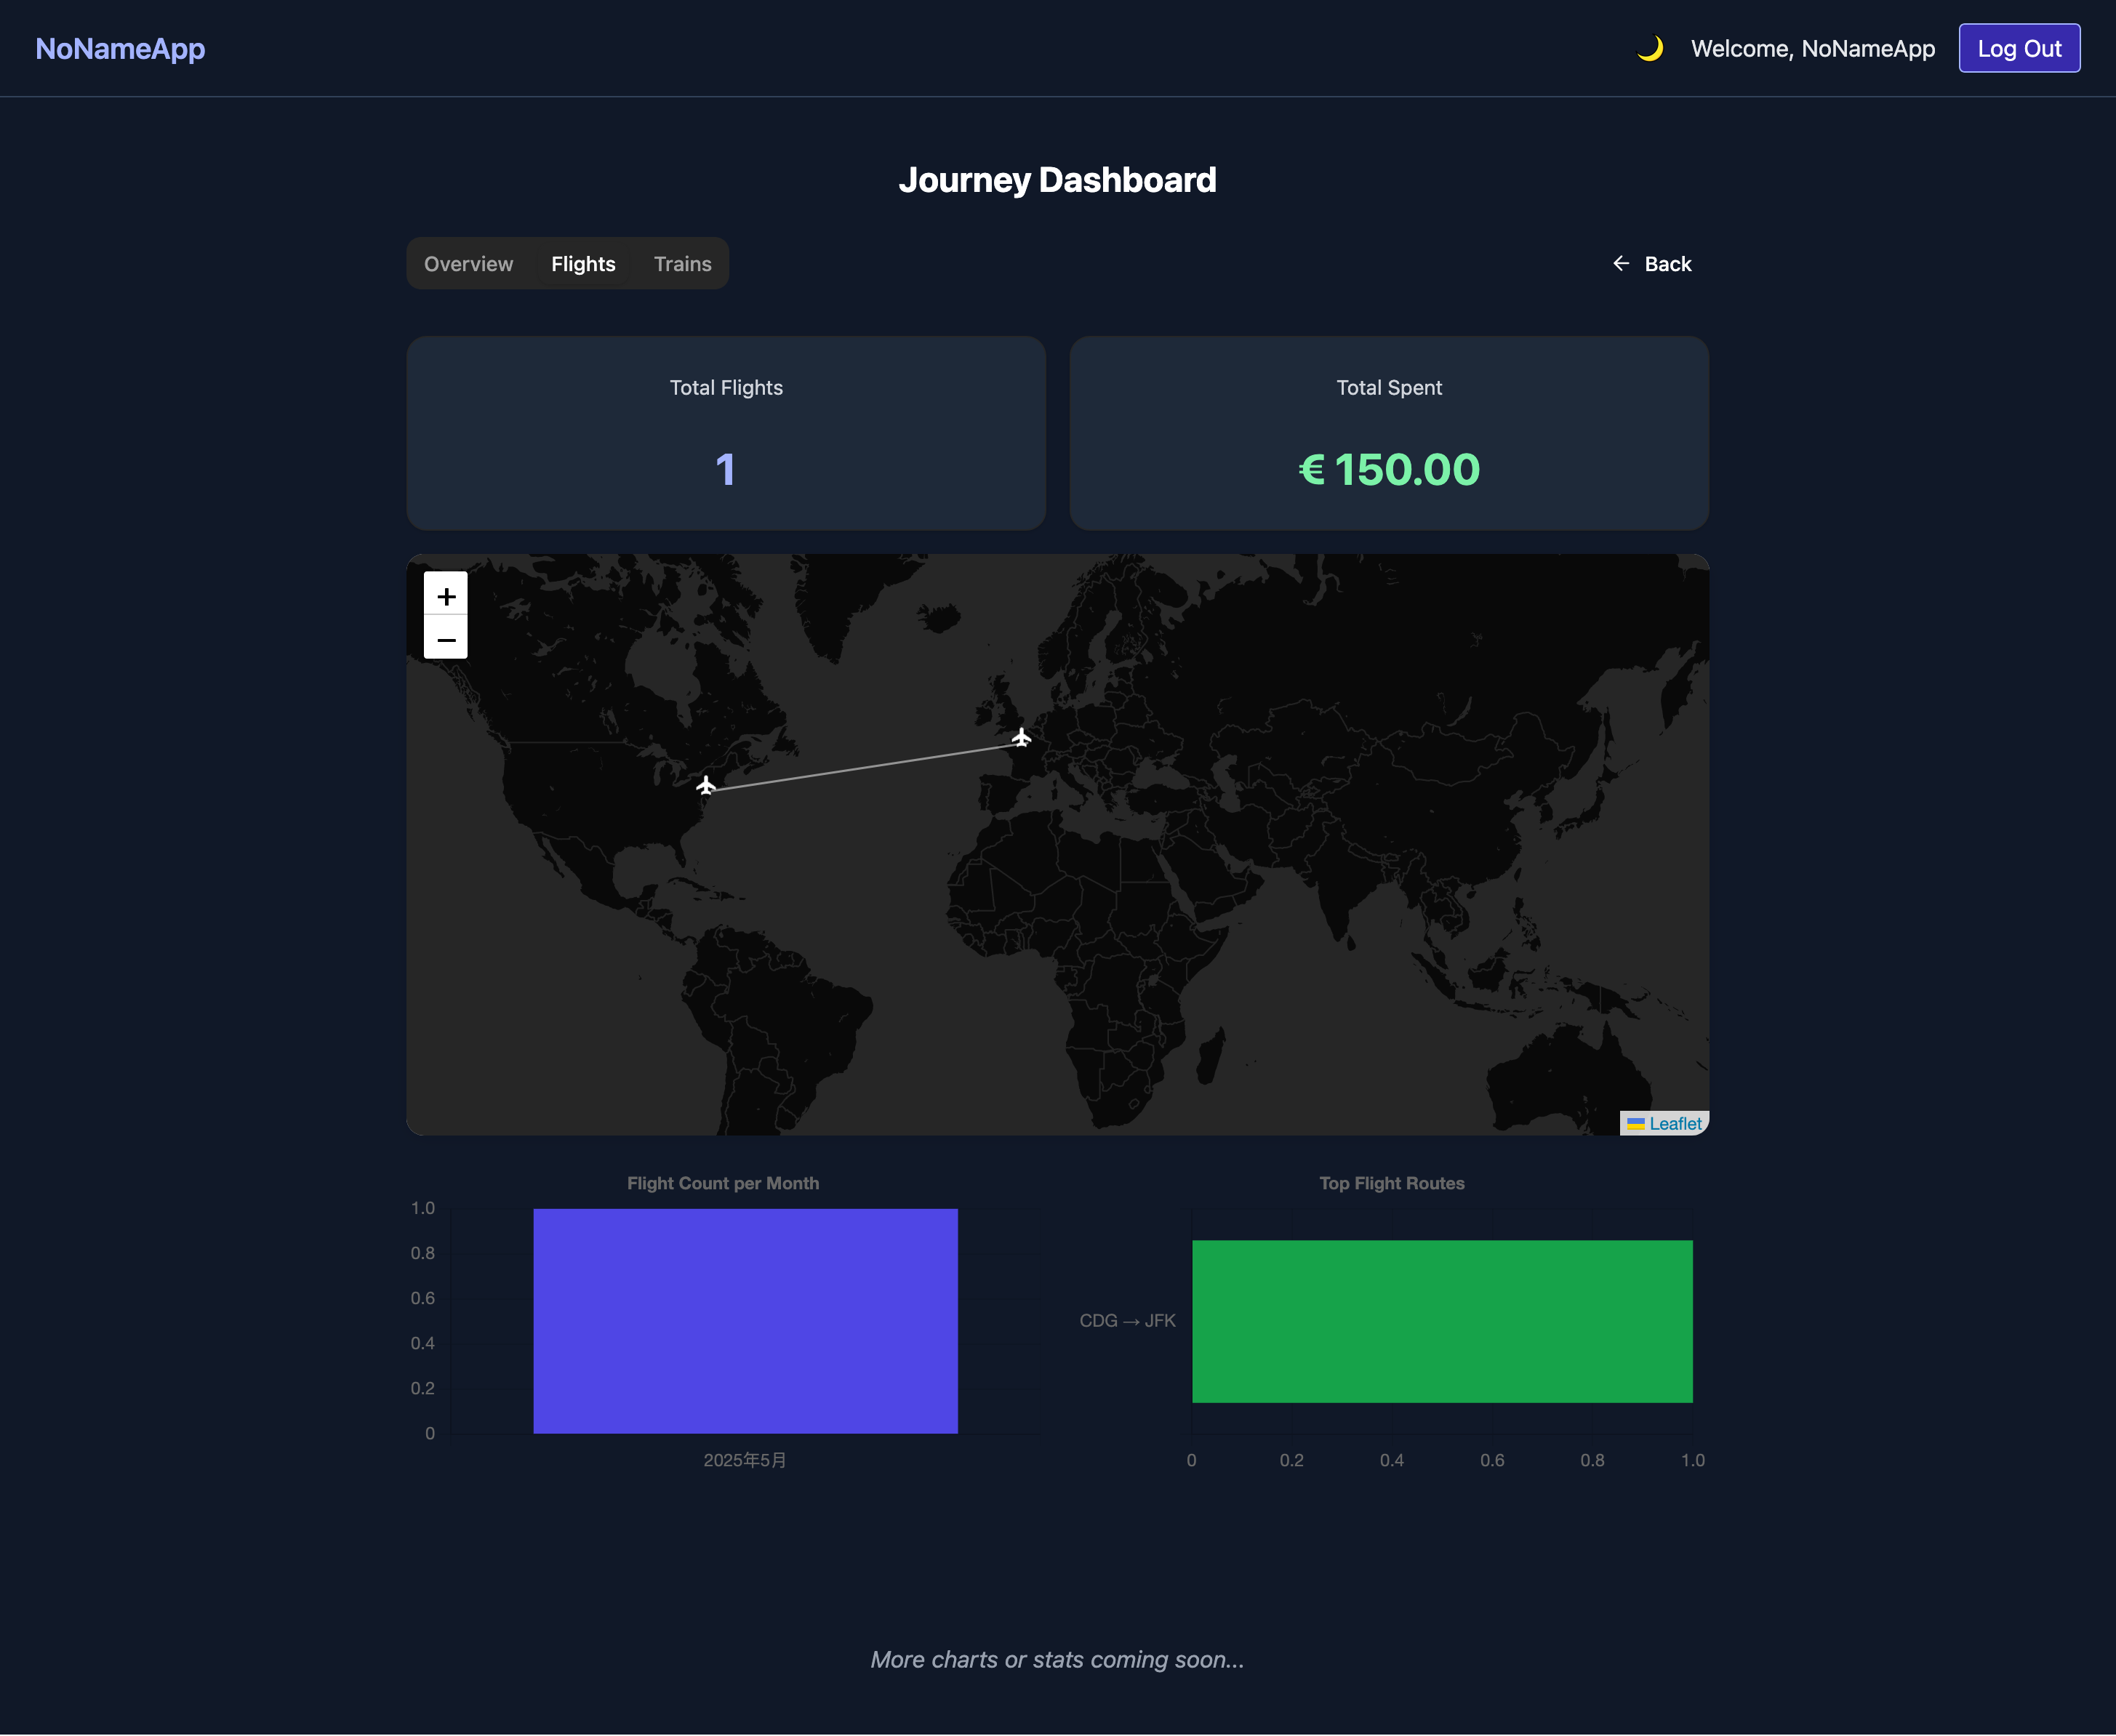 NoNameApp
🌙 Welcome, NoNameApp Log Out
Journey Dashboard
Overview Flights Trains
← Back
Total Flights
1
Total Spent
€ 150.00
+
−
Leaflet
Flight Count per Month
1.0
0.8
0.6
0.4
0.2
0
2025年5月
Top Flight Routes
CDG → JFK
0 0.2 0.4 0.6 0.8 1.0
More charts or stats coming soon...